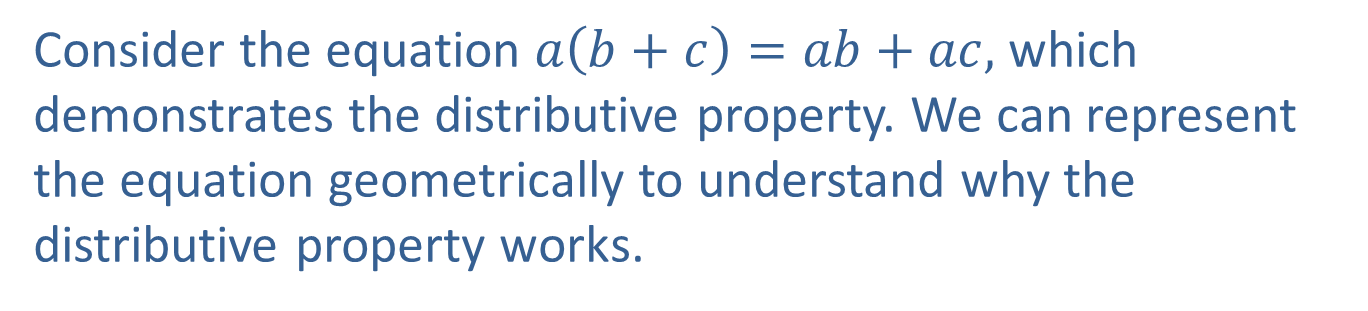 Consider the equation a(b + c) = ab + ac, which
demonstrates the distributive property. We can represent
the equation geometrically to understand why the
distributive property works.